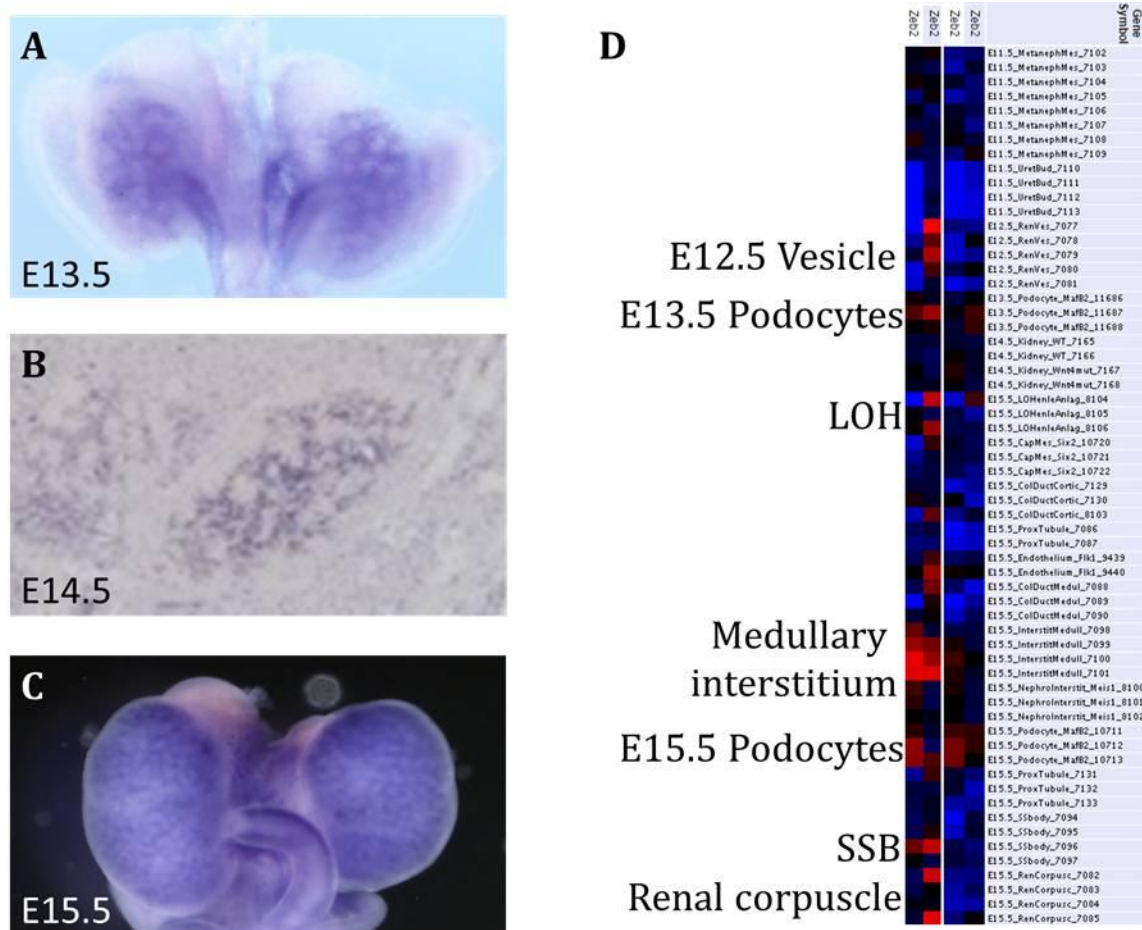 A
E13.5
B
E14.5
C
E15.5
D
Zeb2
Zeb2
Zeb2
Zeb2
Gene
Symbol
E12.5 Vesicle
E13.5 Podocytes
LOH
Medullary
interstitium
E15.5 Podocytes
SSB
Renal corpuscle
E11.5_MetanephMes_7102
E11.5_MetanephMes_7103
E11.5_MetanephMes_7104
E11.5_MetanephMes_7105
E11.5_MetanephMes_7106
E11.5_MetanephMes_7107
E11.5_MetanephMes_7108
E11.5_MetanephMes_7109
E11.5_UretBud_7110
E11.5_UretBud_7111
E11.5_UretBud_7112
E11.5_UretBud_7113
E12.5_RenVes_7077
E12.5_RenVes_7078
E12.5_RenVes_7079
E12.5_RenVes_7080
E12.5_RenVes_7081
E13.5_Podocyte_MafB2_11686
E13.5_Podocyte_MafB2_11687
E13.5_Podocyte_MafB2_11688
E14.5_Kidney_WT_7165
E14.5_Kidney_WT_7166
E14.5_Kidney_Wnt4mut_7167
E14.5_Kidney_Wnt4mut_7168
E15.5_LOHenleAnlag_8104
E15.5_LOHenleAnlag_8105
E15.5_LOHenleAnlag_8106
E15.5_CapMes_Six2_10720
E15.5_CapMes_Six2_10721
E15.5_CapMes_Six2_10722
E15.5_ColDuctCortic_7129
E15.5_ColDuctCortic_7130
E15.5_ColDuctCortic_8103
E15.5_ProxTubule_7086
E15.5_ProxTubule_7087
E15.5_Endothelium_Flk1_9439
E15.5_Endothelium_Flk1_9440
E15.5_ColDuctMedul_7088
E15.5_ColDuctMedul_7089
E15.5_ColDuctMedul_7090
E15.5_InterstitMedull_7098
E15.5_InterstitMedull_7099
E15.5_InterstitMedull_7100
E15.5_InterstitMedull_7101
E15.5_NephroInterstit_Meis1_8100
E15.5_NephroInterstit_Meis1_8101
E15.5_NephroInterstit_Meis1_8102
E15.5_Podocyte_MafB2_10711
E15.5_Podocyte_MafB2_10712
E15.5_Podocyte_MafB2_10713
E15.5_ProxTubule_7131
E15.5_ProxTubule_7132
E15.5_ProxTubule_7133
E15.5_SSbody_7094
E15.5_SSbody_7095
E15.5_SSbody_7096
E15.5_SSbody_7097
E15.5_RenCorpusc_7082
E15.5_RenCorpusc_7083
E15.5_RenCorpusc_7084
E15.5_RenCorpusc_7085